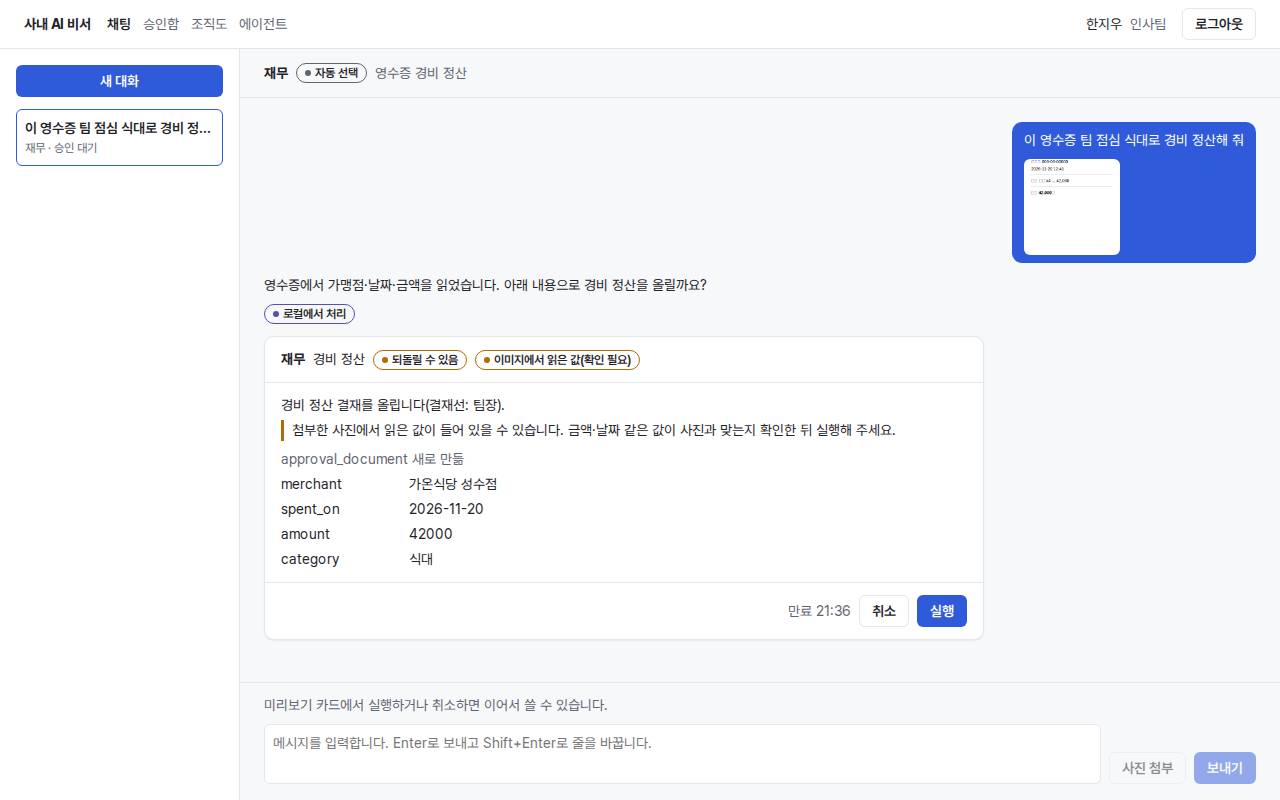 사내 AI 비서 채팅 승인함 조직도 에이전트 한지우 인사팀 로그아웃
새 대화
이 영수증 팀 점심 식대로 경비 정...
재무 · 승인 대기
재무 자동 선택 영수증 경비 정산
이 영수증 팀 점심 식대로 경비 정산해 줘
2026-11-20 12:41
42,000
영수증에서 가맹점·날짜·금액을 읽었습니다. 아래 내용으로 경비 정산을 올릴까요?
로컬에서 처리
재무 경비 정산 되돌릴 수 있음 이미지에서 읽은 값(확인 필요)
경비 정산 결재를 올립니다(결재선: 팀장).
첨부한 사진에서 읽은 값이 들어 있을 수 있습니다. 금액·날짜 같은 값이 사진과 맞는지 확인한 뒤 실행해 주세요.
approval_document 새로 만듦
merchant 가온식당 성수점
spent_on 2026-11-20
amount 42000
category 식대
만료 21:36 취소 실행
미리보기 카드에서 실행하거나 취소하면 이어서 쓸 수 있습니다.
메시지를 입력합니다. Enter로 보내고 Shift+Enter로 줄을 바꿉니다.
사진 첨부 보내기